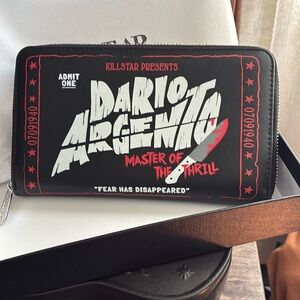 KILLSTAR PRESENTS
ADMIT
ONE
DARIO
ARGENTO
MASTER OF
THE THRILL
"FEAR HAS DISAPPEARED"
07091940
07091940